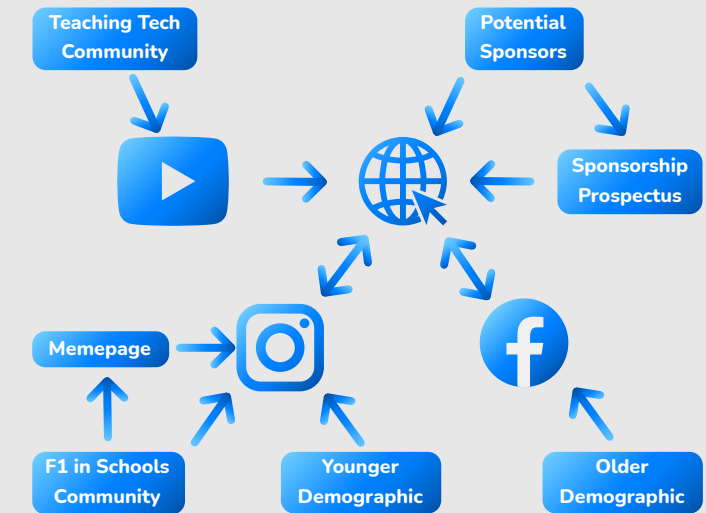 Teaching Tech
Community
Potential
Sponsors
Sponsorship
Prospectus
Memepage
F1 in Schools
Community
Younger
Demographic
Older
Demographic